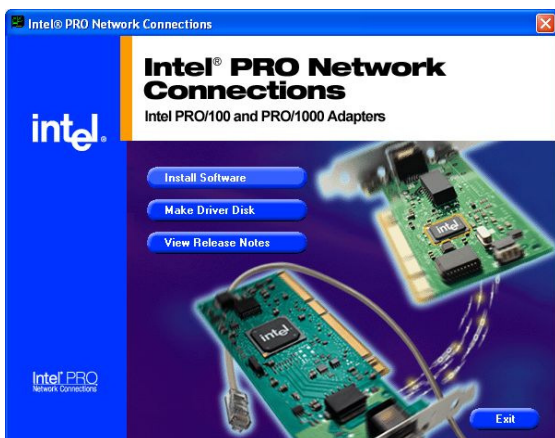 Intel® PRO Network Connections
Intel® PRO Network
Connections
Intel PRO/100 and PRO/1000 Adapters
intel.
Install Software
Make Driver Disk
View Release Notes
intel
intel
Intel® PRO
Network Connections
Exit